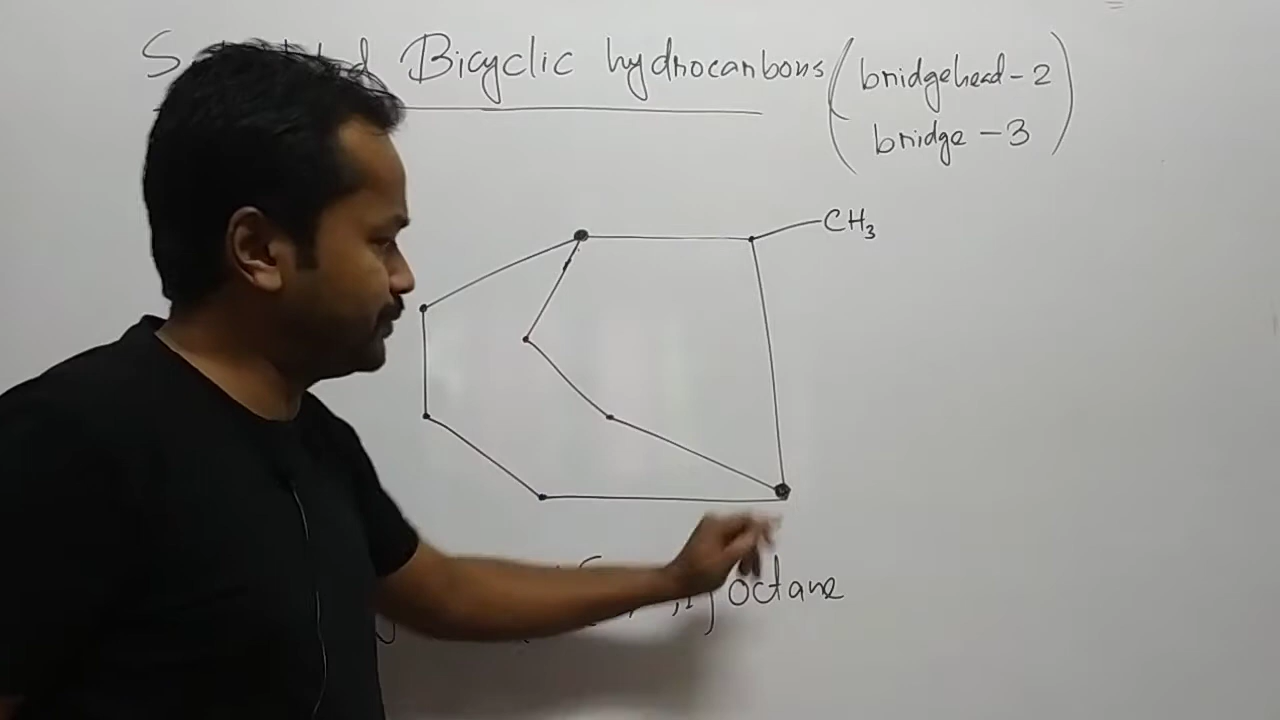 Bicyclic hydrocarbons
(bridgehead-2
bridge-3)
CH3
octane